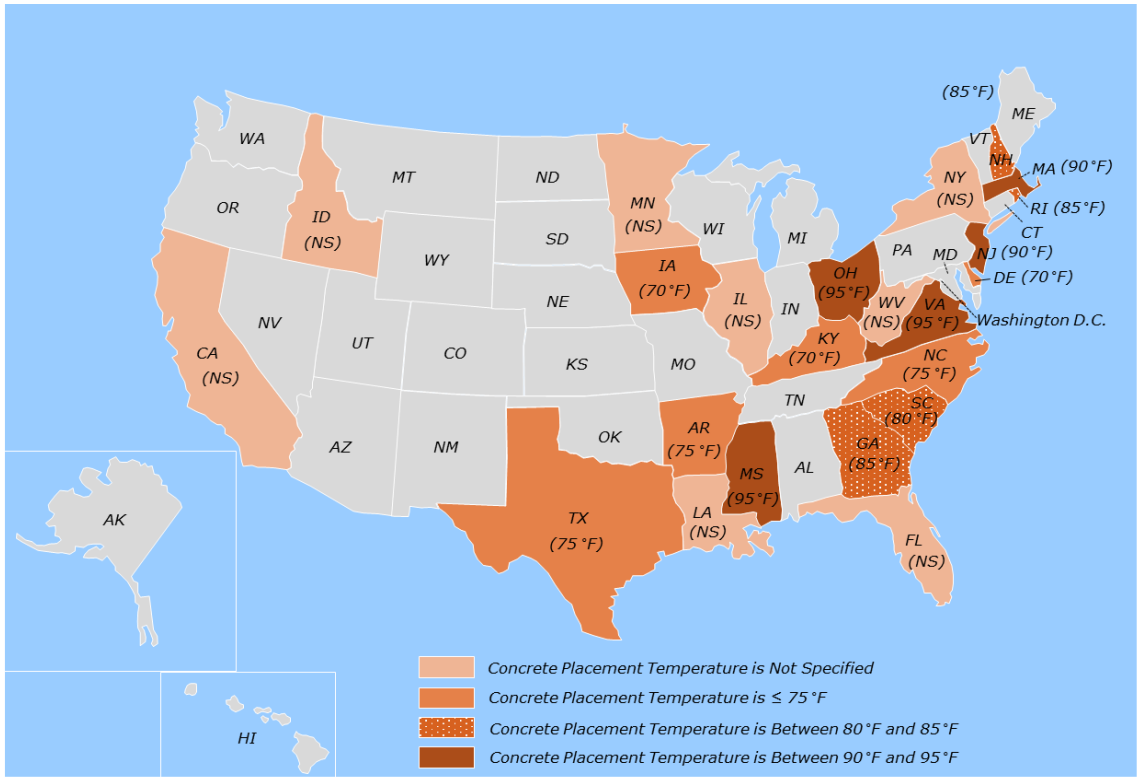 (85°F)
ME
WA
VT
MT
ND
NH
MA (90°F)
OR
ID
(NS)
MN
(NS)
NY
(NS)
RI (85°F)
CT
WI
SD
MI
WY
PA
MD
NJ (90°F)
IA
(70°F)
OH
(95°F)
DE (70°F)
NE
IL
(NS)
IN
WV
(NS)
VA
(95°F)
Washington D.C.
NV
UT
CO
KS
MO
KY
(70°F)
CA
(NS)
NC
(75°F)
TN
SC
(80°F)
AZ
NM
OK
AR
(75°F)
GA
(85°F)
MS
(95°F)
AL
TX
(75°F)
LA
(NS)
FL
(NS)
AK
HI
Concrete Placement Temperature is Not Specified
Concrete Placement Temperature is ≤ 75°F
Concrete Placement Temperature is Between 80°F and 85°F
Concrete Placement Temperature is Between 90°F and 95°F